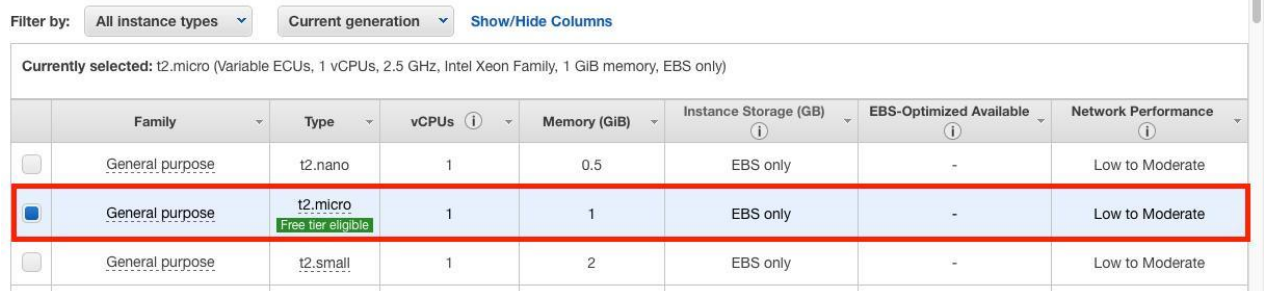 Filter by: All instance types Current generation Show/Hide Columns
Currently selected: t2.micro (Variable ECUs, 1 vCPUs, 2.5 GHz, Intel Xeon Family, 1 GiB memory, EBS only)
Family Type vCPUs i Memory (GiB) Instance Storage (GB) i EBS-Optimized Available i Network Performance i
General purpose t2.nano 1 0.5 EBS only - Low to Moderate
General purpose t2.micro Free tier eligible 1 1 EBS only - Low to Moderate
General purpose t2.small 1 2 EBS only - Low to Moderate